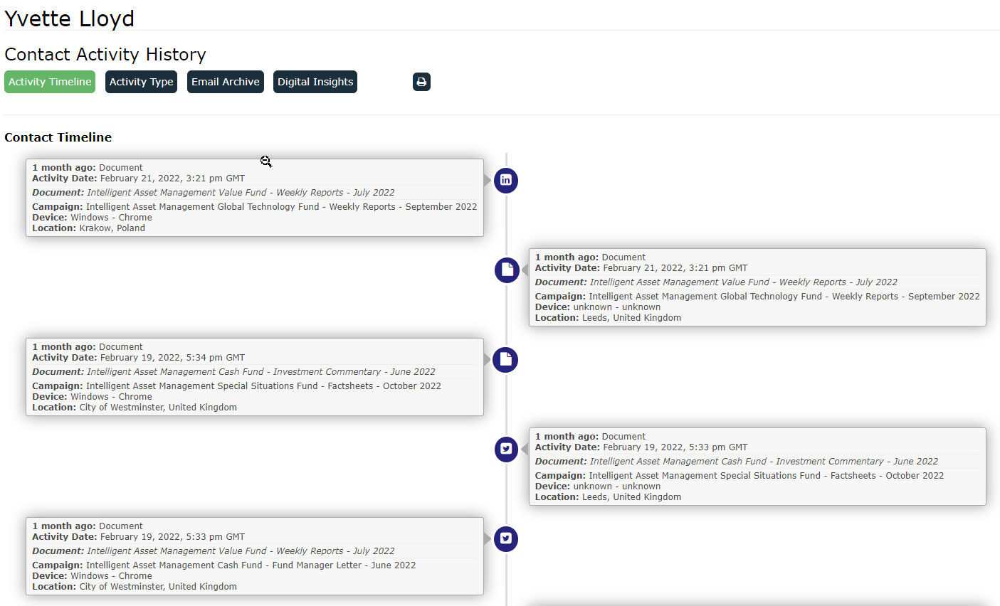 Yvette Lloyd
Contact Activity History
Activity Timeline Activity Type Email Archive Digital Insights
Contact Timeline
1 month ago: Document
Activity Date: February 21, 2022, 3:21 pm GMT
Document: Intelligent Asset Management Value Fund - Weekly Reports - July 2022
Campaign: Intelligent Asset Management Global Technology Fund - Weekly Reports - September 2022
Device: Windows - Chrome
Location: Krakow, Poland
in
1 month ago: Document
Activity Date: February 21, 2022, 3:21 pm GMT
Document: Intelligent Asset Management Value Fund - Weekly Reports - July 2022
Campaign: Intelligent Asset Management Global Technology Fund - Weekly Reports - September 2022
Device: unknown - unknown
Location: Leeds, United Kingdom
1 month ago: Document
Activity Date: February 19, 2022, 5:34 pm GMT
Document: Intelligent Asset Management Cash Fund - Investment Commentary - June 2022
Campaign: Intelligent Asset Management Special Situations Fund - Factsheets - October 2022
Device: Windows - Chrome
Location: City of Westminster, United Kingdom
1 month ago: Document
Activity Date: February 19, 2022, 5:33 pm GMT
Document: Intelligent Asset Management Cash Fund - Investment Commentary - June 2022
Campaign: Intelligent Asset Management Special Situations Fund - Factsheets - October 2022
Device: unknown - unknown
Location: Leeds, United Kingdom
1 month ago: Document
Activity Date: February 19, 2022, 5:33 pm GMT
Document: Intelligent Asset Management Value Fund - Weekly Reports - July 2022
Campaign: Intelligent Asset Management Cash Fund - Fund Manager Letter - June 2022
Device: Windows - Chrome
Location: City of Westminster, United Kingdom